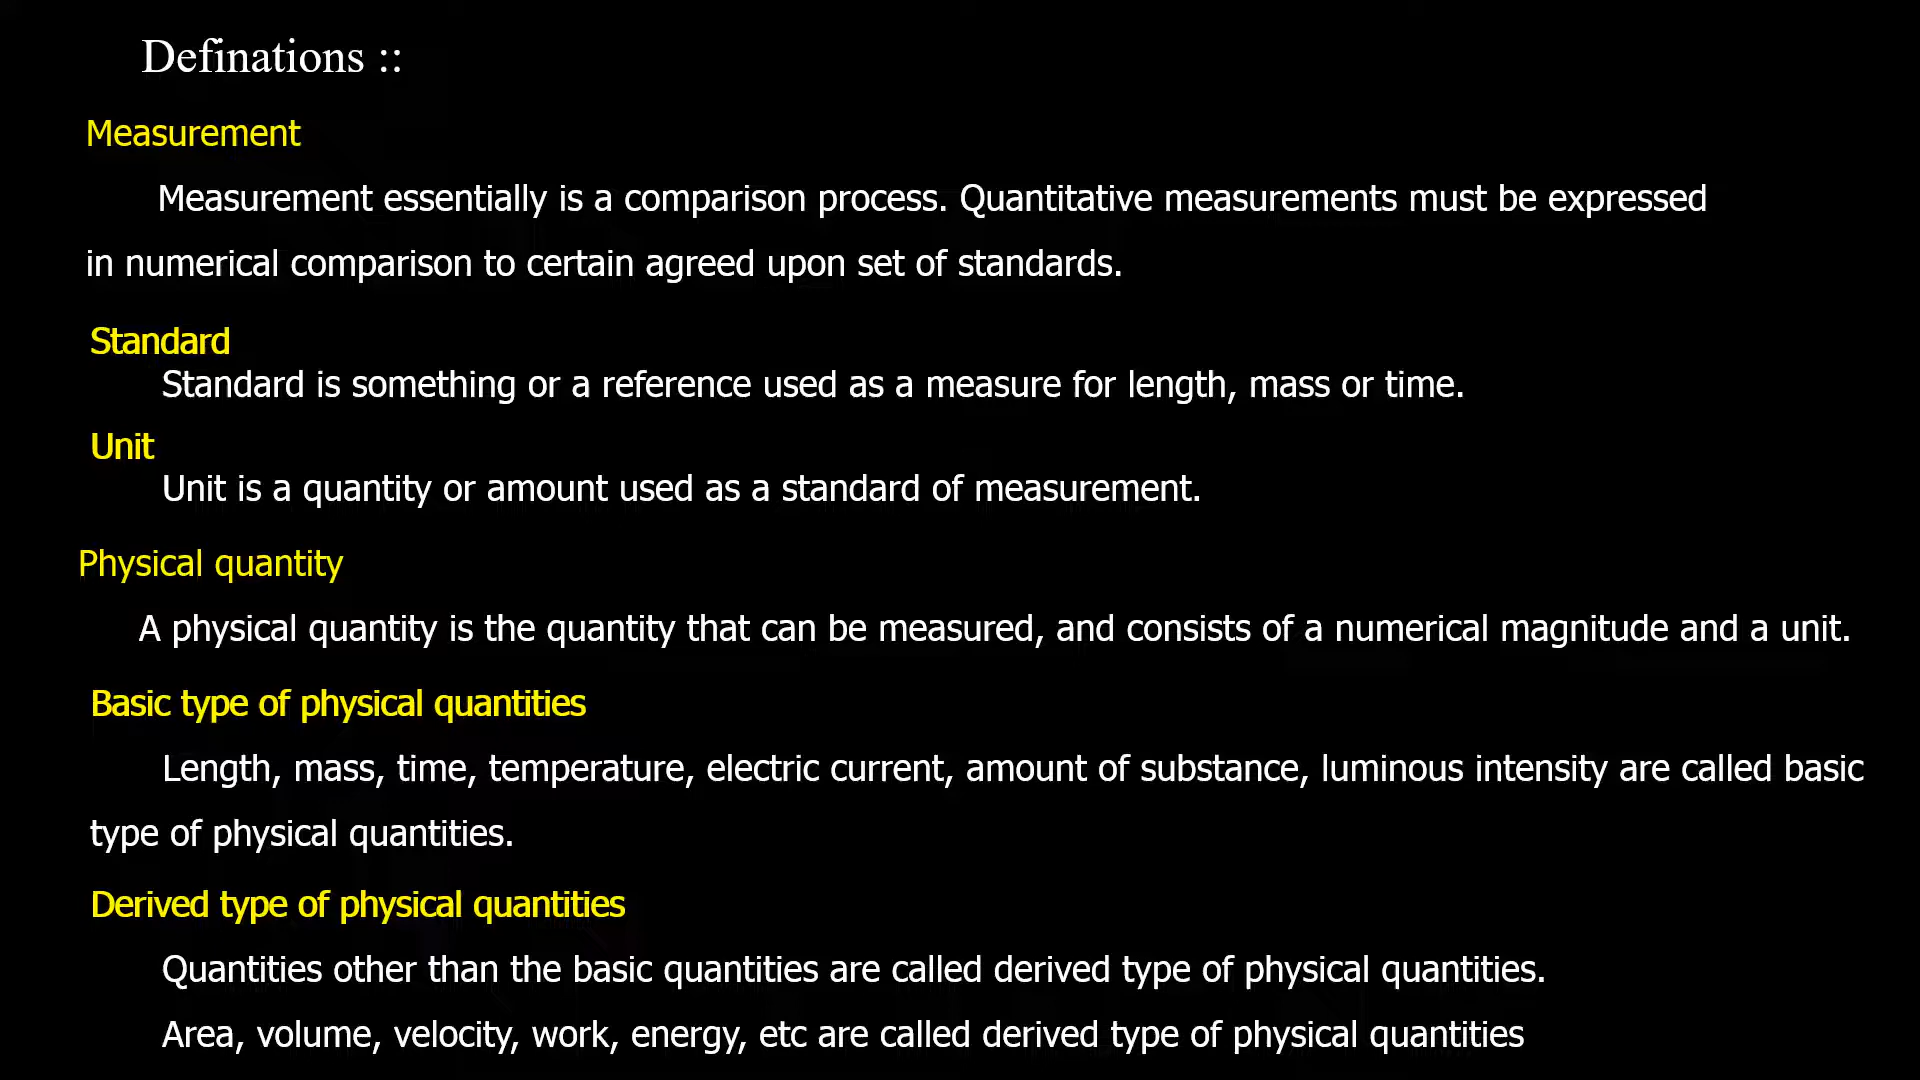 Definations ::
Measurement
Measurement essentially is a comparison process. Quantitative measurements must be expressed
in numerical comparison to certain agreed upon set of standards.
Standard
Standard is something or a reference used as a measure for length, mass or time.
Unit
Unit is a quantity or amount used as a standard of measurement.
Physical quantity
A physical quantity is the quantity that can be measured, and consists of a numerical magnitude and a unit.
Basic type of physical quantities
Length, mass, time, temperature, electric current, amount of substance, luminous intensity are called basic
type of physical quantities.
Derived type of physical quantities
Quantities other than the basic quantities are called derived type of physical quantities.
Area, volume, velocity, work, energy, etc are called derived type of physical quantities